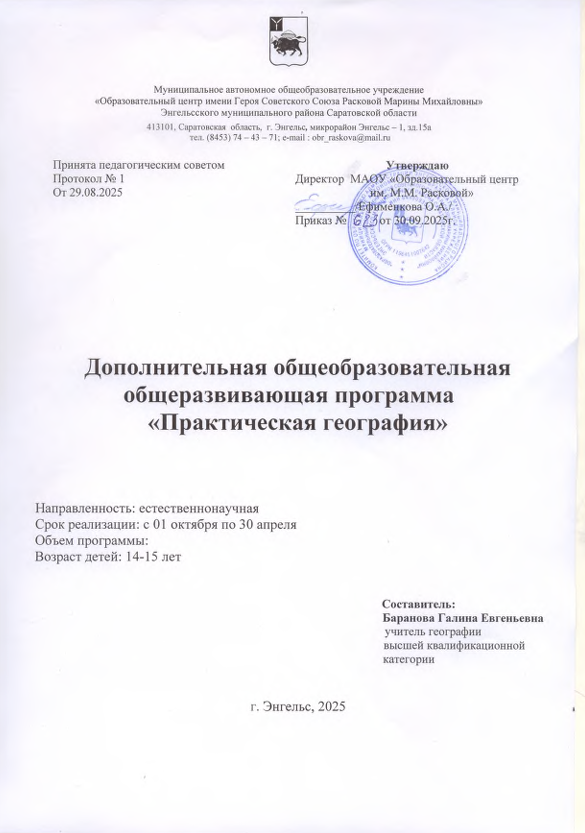 Муниципальное автономное общеобразовательное учреждение
«Образовательный центр имени Героя Советского Союза Расковой Марины Михайловны»
Энгельсского муниципального района Саратовской области
413101, Саратовская область, г. Энгельс, микрорайон Энгельс – 1, зд.15а
тел. (8453) 74 – 43 – 71; e-mail : obr_raskova@mail.ru
Принята педагогическим советом
Протокол № 1
От 29.08.2025
Утверждаю
Директор МАОУ «Образовательный центр
им. М.М. Расковой»
Ефименкова О.А./
Приказ № от 30.09.2025г.
Дополнительная общеобразовательная
общеразвивающая программа
«Практическая география»
Направленность: естественнонаучная
Срок реализации: с 01 октября по 30 апреля
Объем программы:
Возраст детей: 14-15 лет
Составитель:
Баранова Галина Евгеньевна
учитель географии
высшей квалификационной
категории
г. Энгельс, 2025